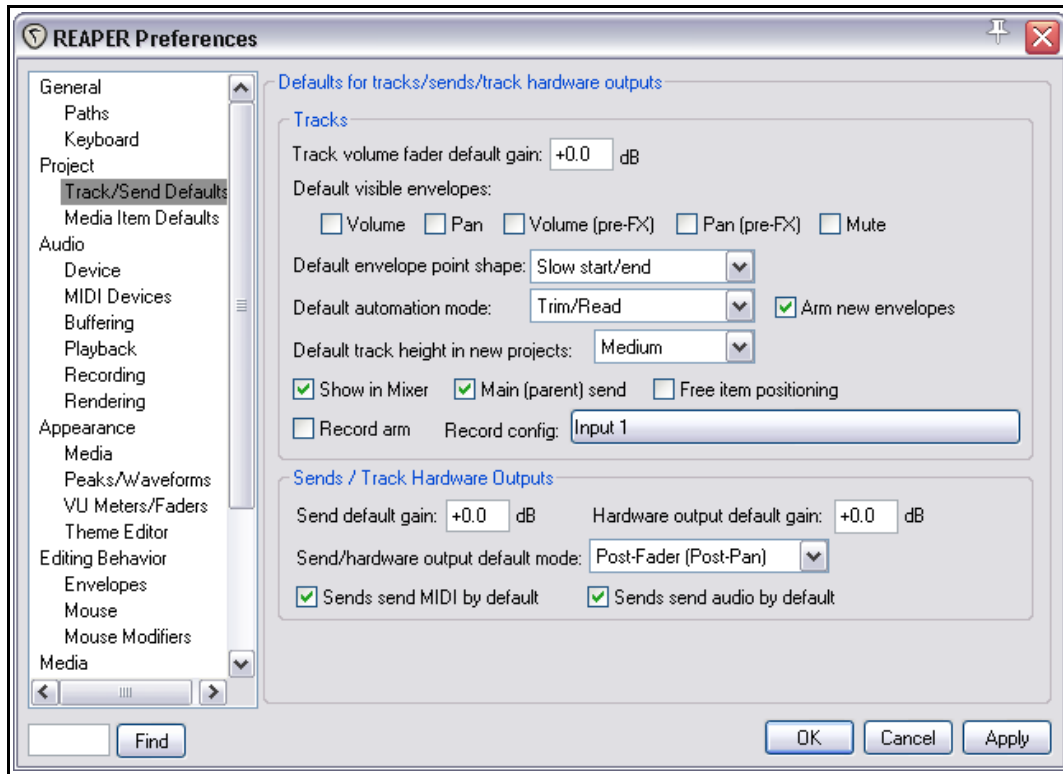 REAPER Preferences
General
Paths
Keyboard
Project
Track/Send Defaults
Media Item Defaults
Audio
Device
MIDI Devices
Buffering
Playback
Recording
Rendering
Appearance
Media
Peaks/Waveforms
VU Meters/Faders
Theme Editor
Editing Behavior
Envelopes
Mouse
Mouse Modifiers
Media
Find
Defaults for tracks/sends/track hardware outputs
Tracks
Track volume fader default gain: +0.0 dB
Default visible envelopes:
Volume Pan Volume (pre-FX) Pan (pre-FX) Mute
Default envelope point shape: Slow start/end
Default automation mode: Trim/Read Arm new envelopes
Default track height in new projects: Medium
Show in Mixer Main (parent) send Free item positioning
Record arm Record config: Input 1
Sends / Track Hardware Outputs
Send default gain: +0.0 dB Hardware output default gain: +0.0 dB
Send/hardware output default mode: Post-Fader (Post-Pan)
Sends send MIDI by default Sends send audio by default
OK Cancel Apply